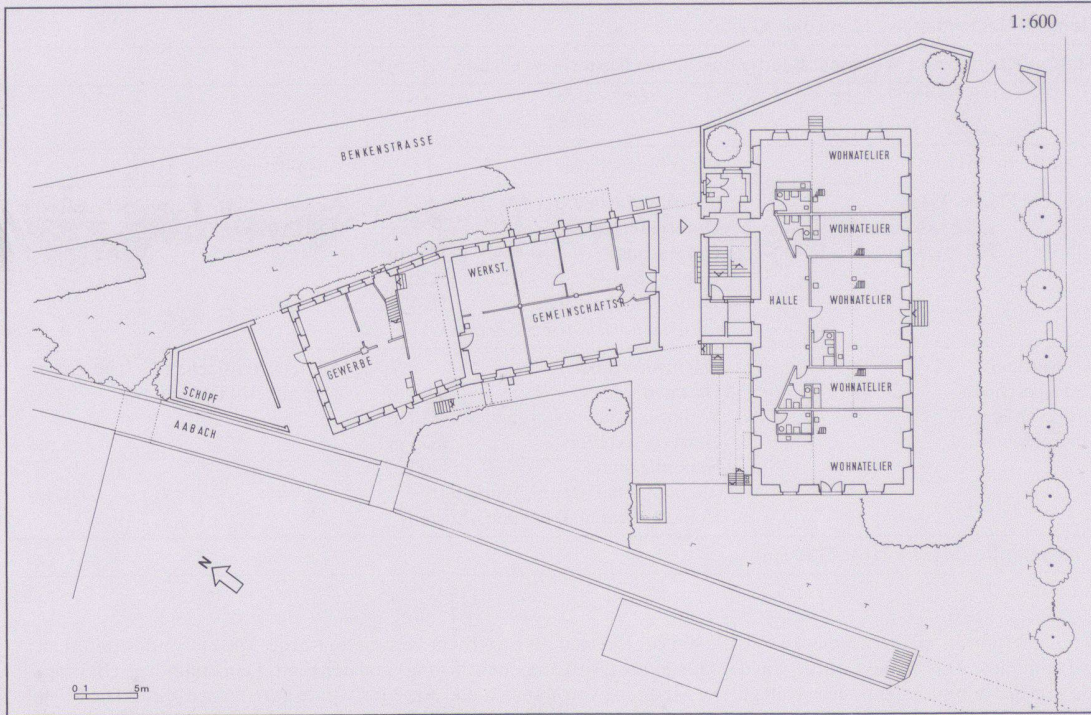 1:600
BENKENSTRASSE
WOHNATELIER
WOHNATELIER
WERKST.
HALLE
WOHNATELIER
GEMEINSCHAFTSR.
GEWERBE
WOHNATELIER
SCHOPF
AABACH
WOHNATELIER
N
0 1 5m